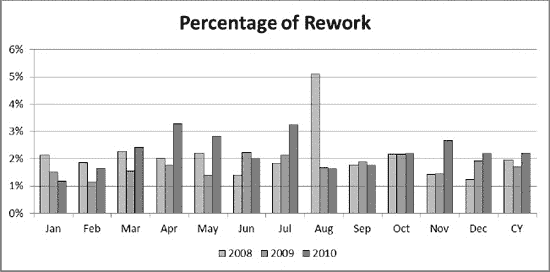 Percentage of Rework
6%
5%
4%
3%
2%
1%
0%
Jan Feb Mar Apr May Jun Jul Aug Sep Oct Nov Dec CY
2008 2009 2010